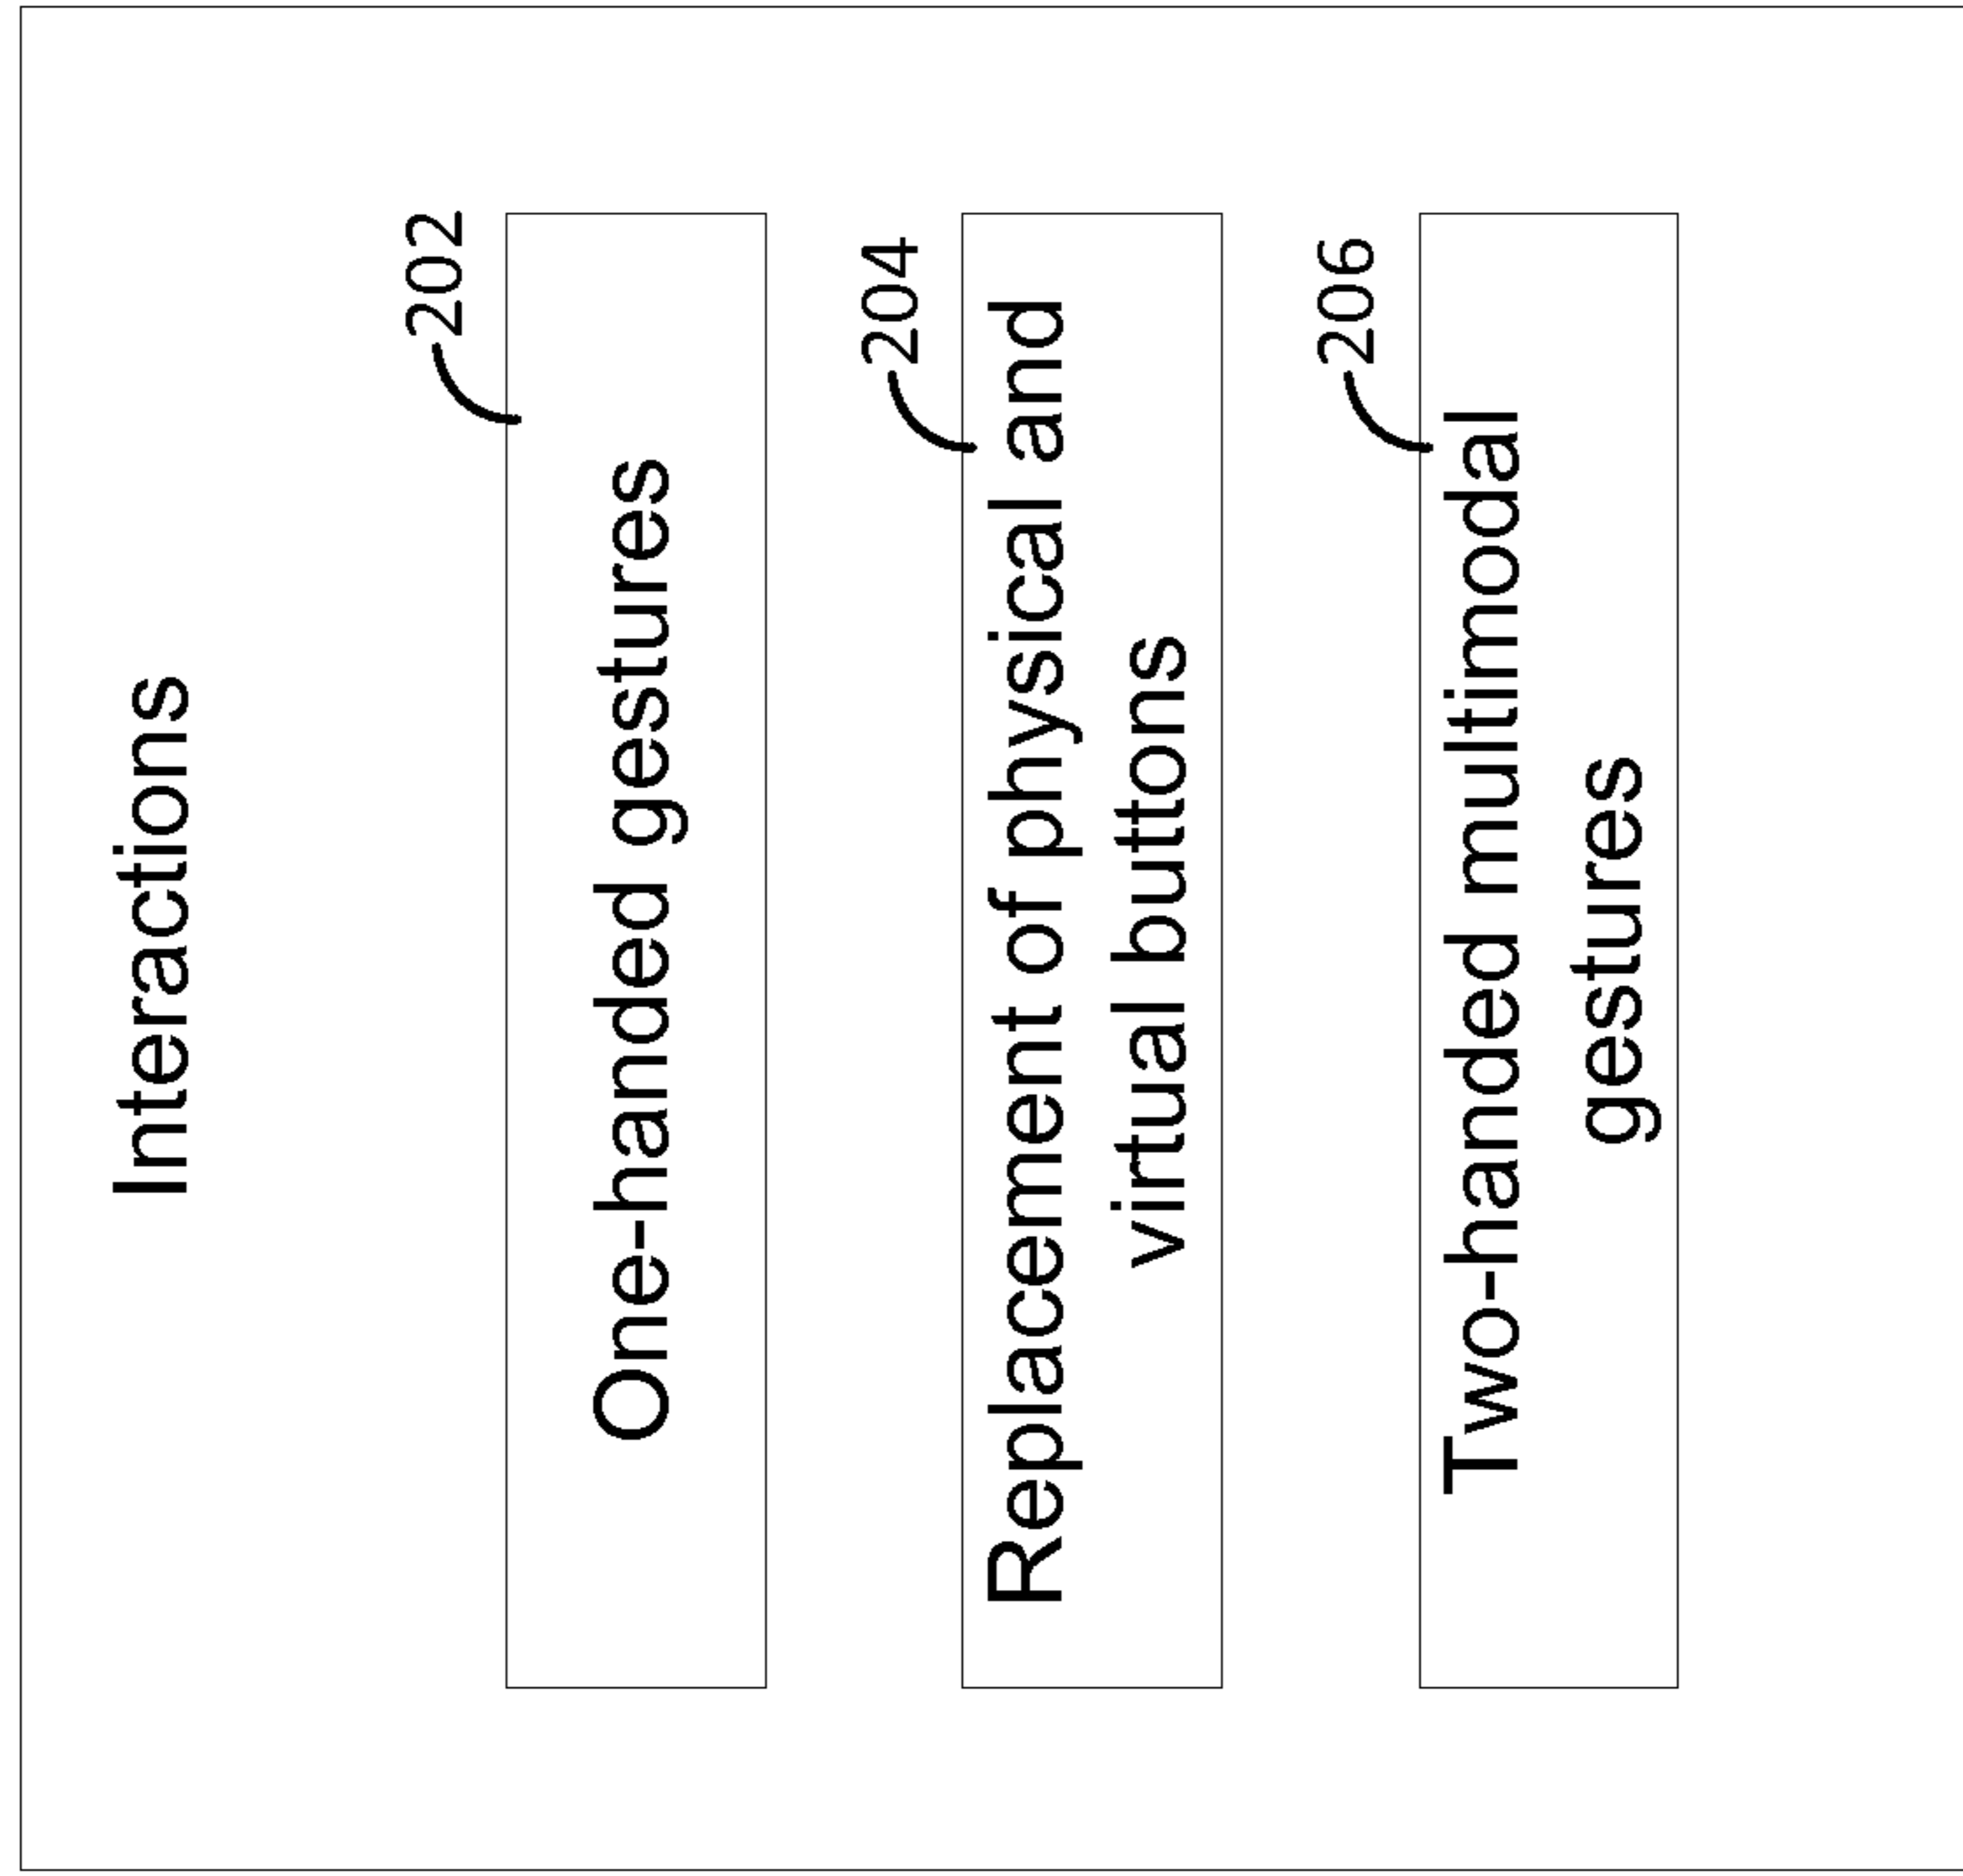 Interactions
202
One-handed gestures
204
Replacement of physical and
virtual buttons
206
Two-handed multimodal
gestures